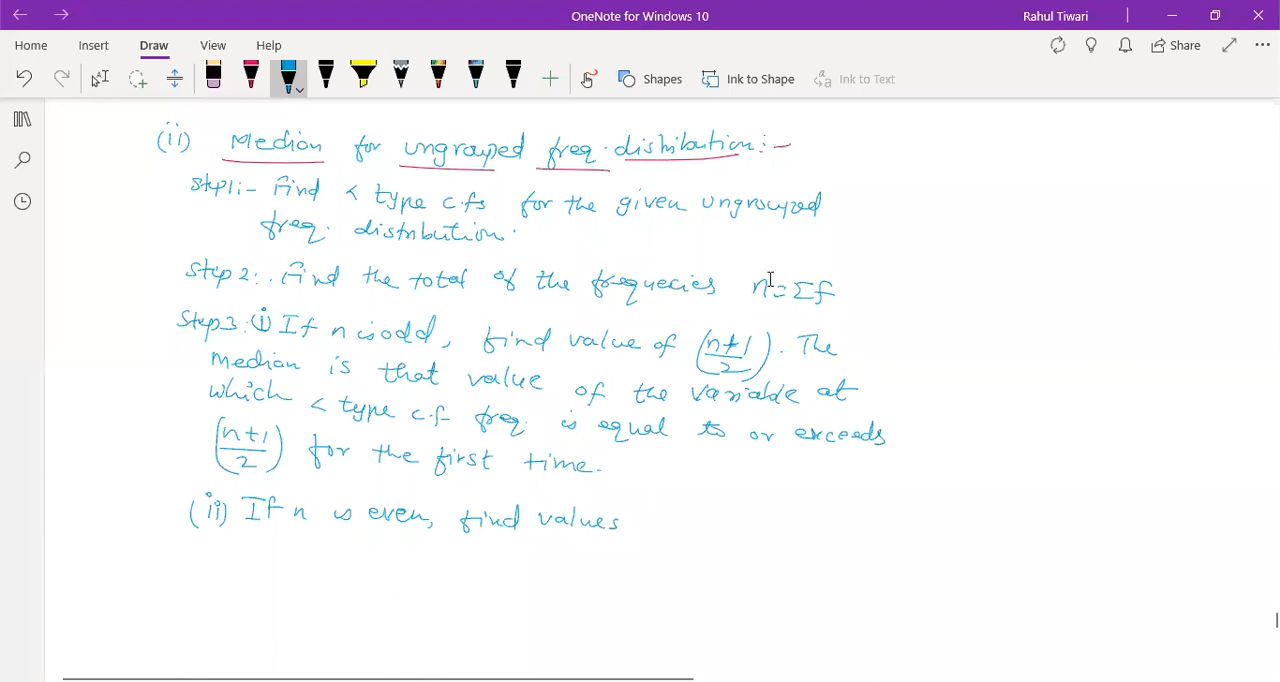 OneNote for Windows 10
Rahul Tiwari
Home Insert Draw View Help
Share
Shapes Ink to Shape Ink to Text
(ii) Median for ungrouped freq. distribution:-
Step1:- Find < type c.fs for the given ungrouped
freq. distribution.
Step 2:. Find the total of the frequecies n = Σf
Step3: (i) If n is odd, find value of (n+1/2). The
Median is that value of the variable at
which < type c.f freq. is equal to or exceeds
(n+1/2) for the first time.
(ii) If n is even, find values